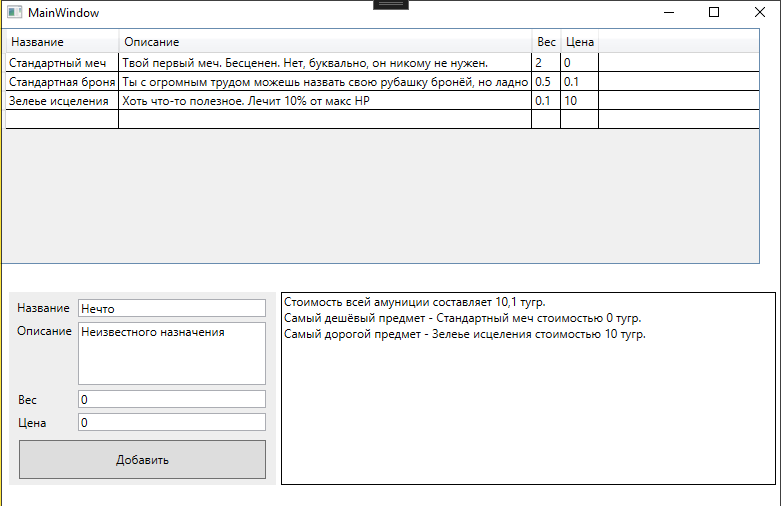 MainWindow
Название Описание Вес Цена
Стандартный меч Твой первый меч. Бесценен. Нет, буквально, он никому не нужен. 2 0
Стандартная броня Ты с огромным трудом можешь назвать свою рубашку бронёй, но ладно 0.5 0.1
Зелеье исцеления Хоть что-то полезное. Лечит 10% от макс HP 0.1 10
Название Нечто
Описание Неизвестного назначения
Вес 0
Цена 0
Добавить
Стоимость всей амуниции составляет 10,1 тугр.
Самый дешёвый предмет - Стандартный меч стоимостью 0 тугр.
Самый дорогой предмет - Зелеье исцеления стоимостью 10 тугр.